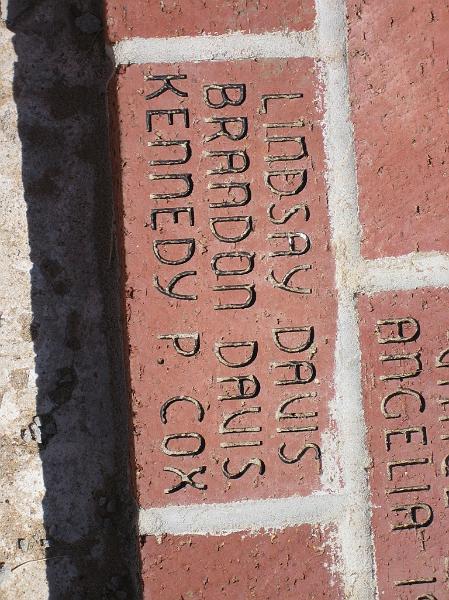 LINDSAY DAVIS
BRANDON DAVIS
KENNEDY P. COX
ANGELIA